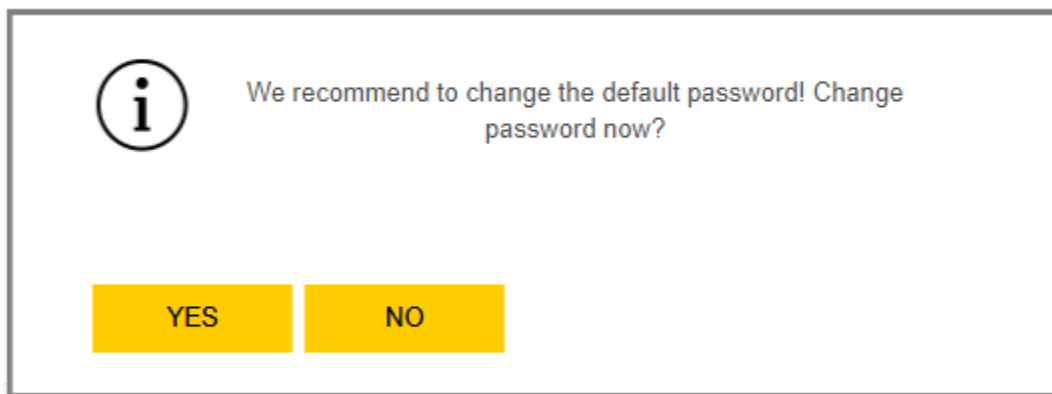 We recommend to change the default password! Change
password now?
YES
NO